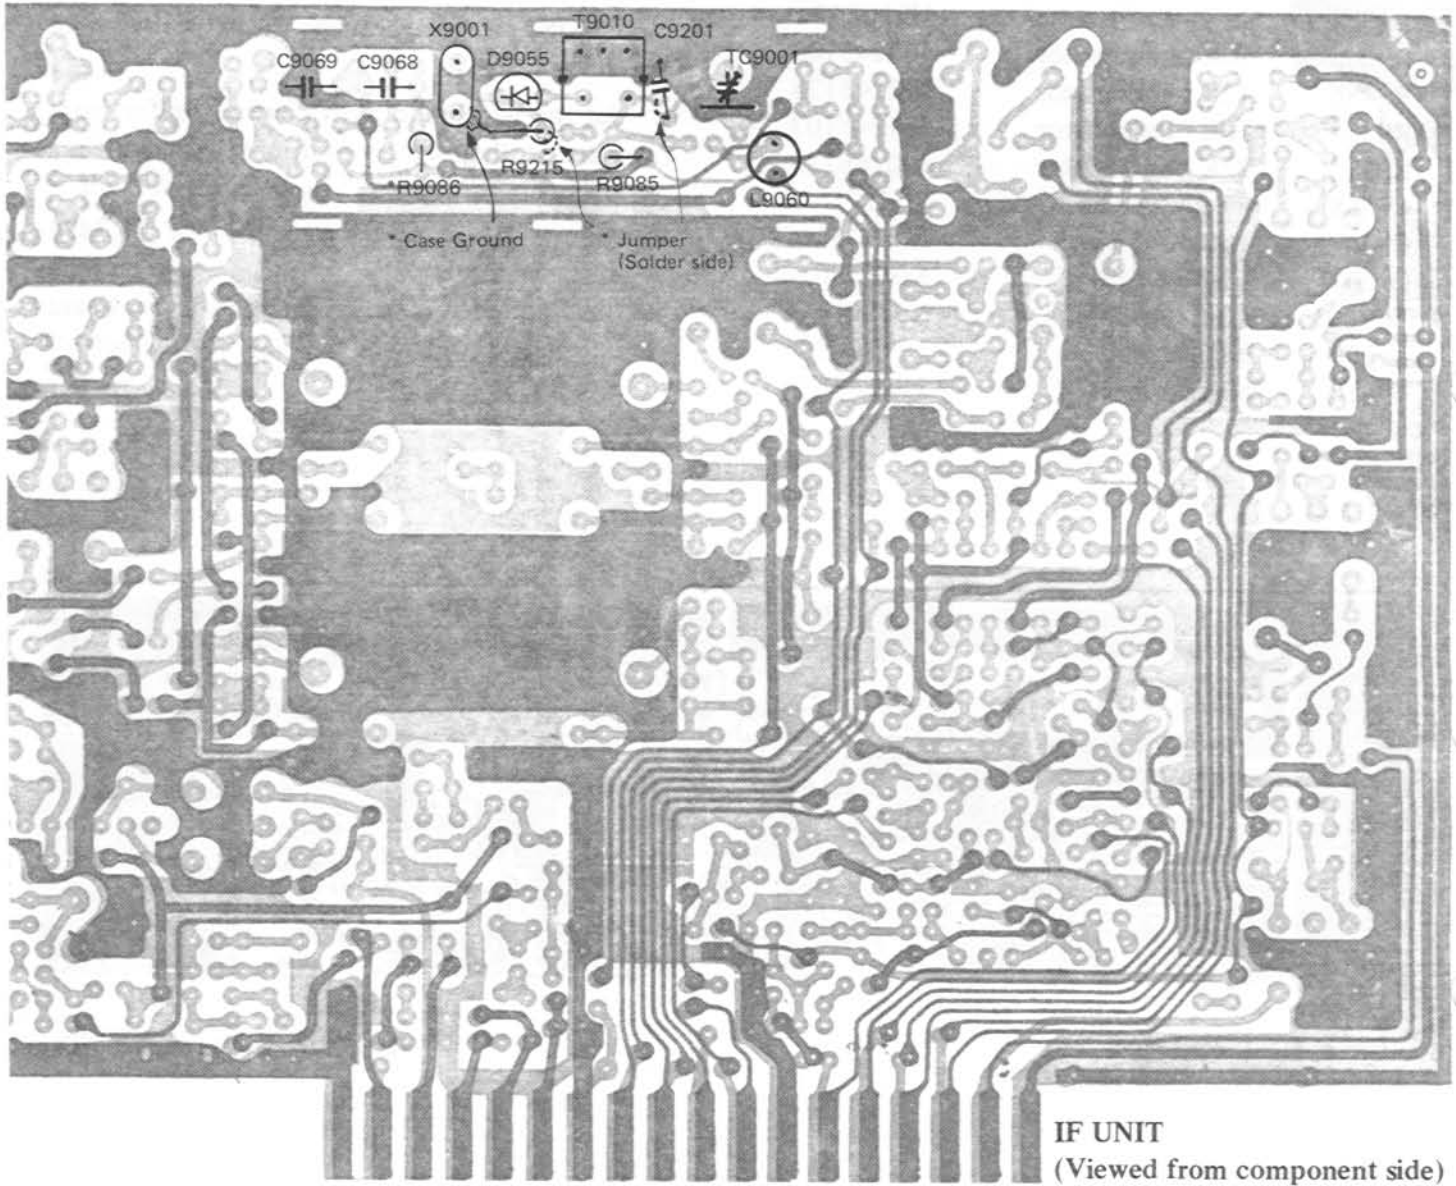 X9001
T9010
C9201
C9069
C9068
D9055
TC9001
R9215
* R9086
R9085
L9060
* Case Ground
* Jumper
(Solder side)
IF UNIT
(Viewed from component side)